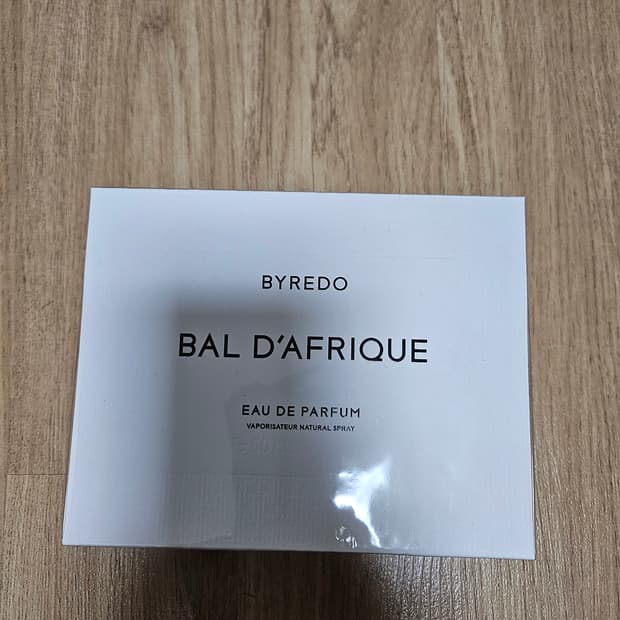 BYREDO
BAL D'AFRIQUE
EAU DE PARFUM
VAPORISATEUR NATURAL SPRAY